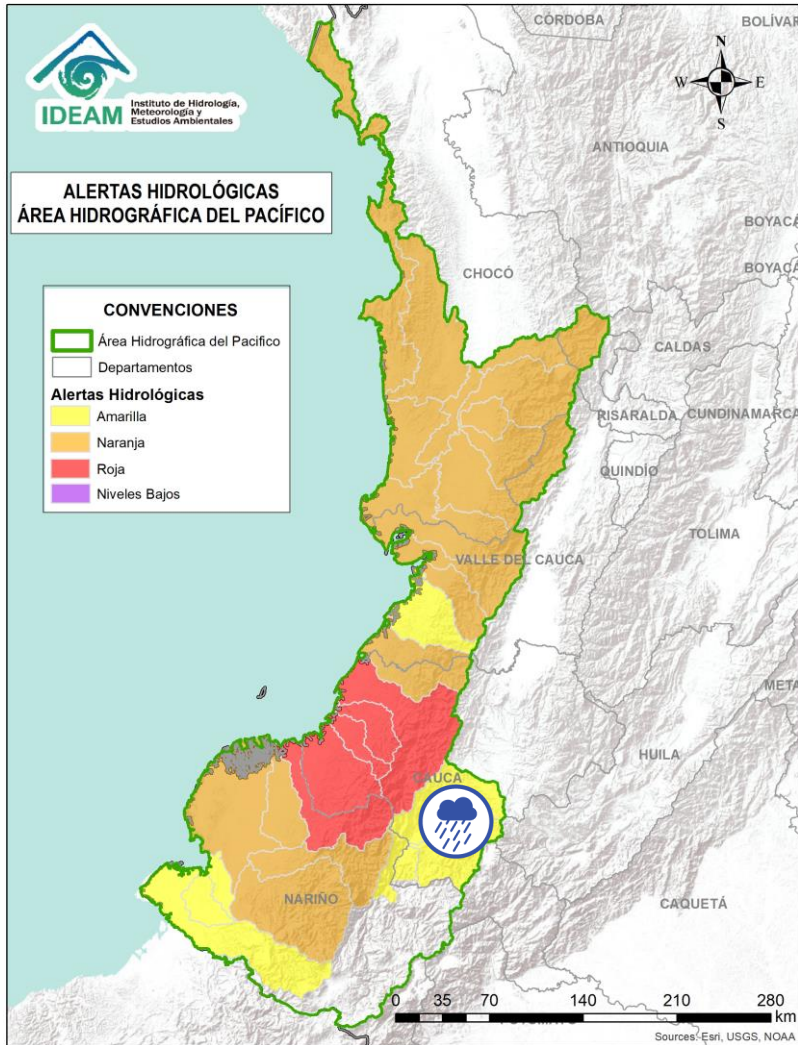 IDEAM
Instituto de Hidrología,
Meteorología y
Estudios Ambientales
ALERTAS HIDROLÓGICAS
ÁREA HIDROGRÁFICA DEL PACÍFICO
CONVENCIONES
Área Hidrográfica del Pacifico
Departamentos
Alertas Hidrológicas
Amarilla
Naranja
Roja
Niveles Bajos
N
W
E
S
CÓRDOBA
BOLÍVAR
ANTIOQUIA
BOYACÁ
CHOCÓ
BOYACÁ
CALDAS
RISARALDA
CUNDINAMARCA
QUINDÍO
TOLIMA
VALLE DEL CAUCA
META
HUILA
CAUCA
NARIÑO
CAQUETÁ
0 35 70 140 210 280
km
Sources: Esri, USGS, NOAA